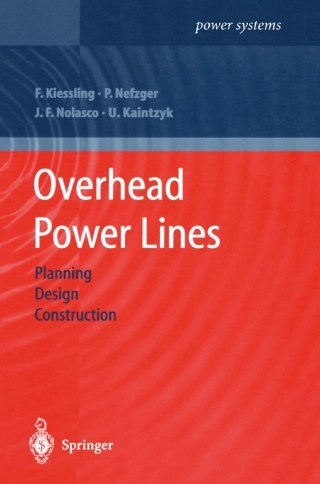 power systems
F. Kiessling · P. Nefzger
J. F. Nolasco · U. Kaintzyk
Overhead
Power Lines
Planning
Design
Construction
Springer